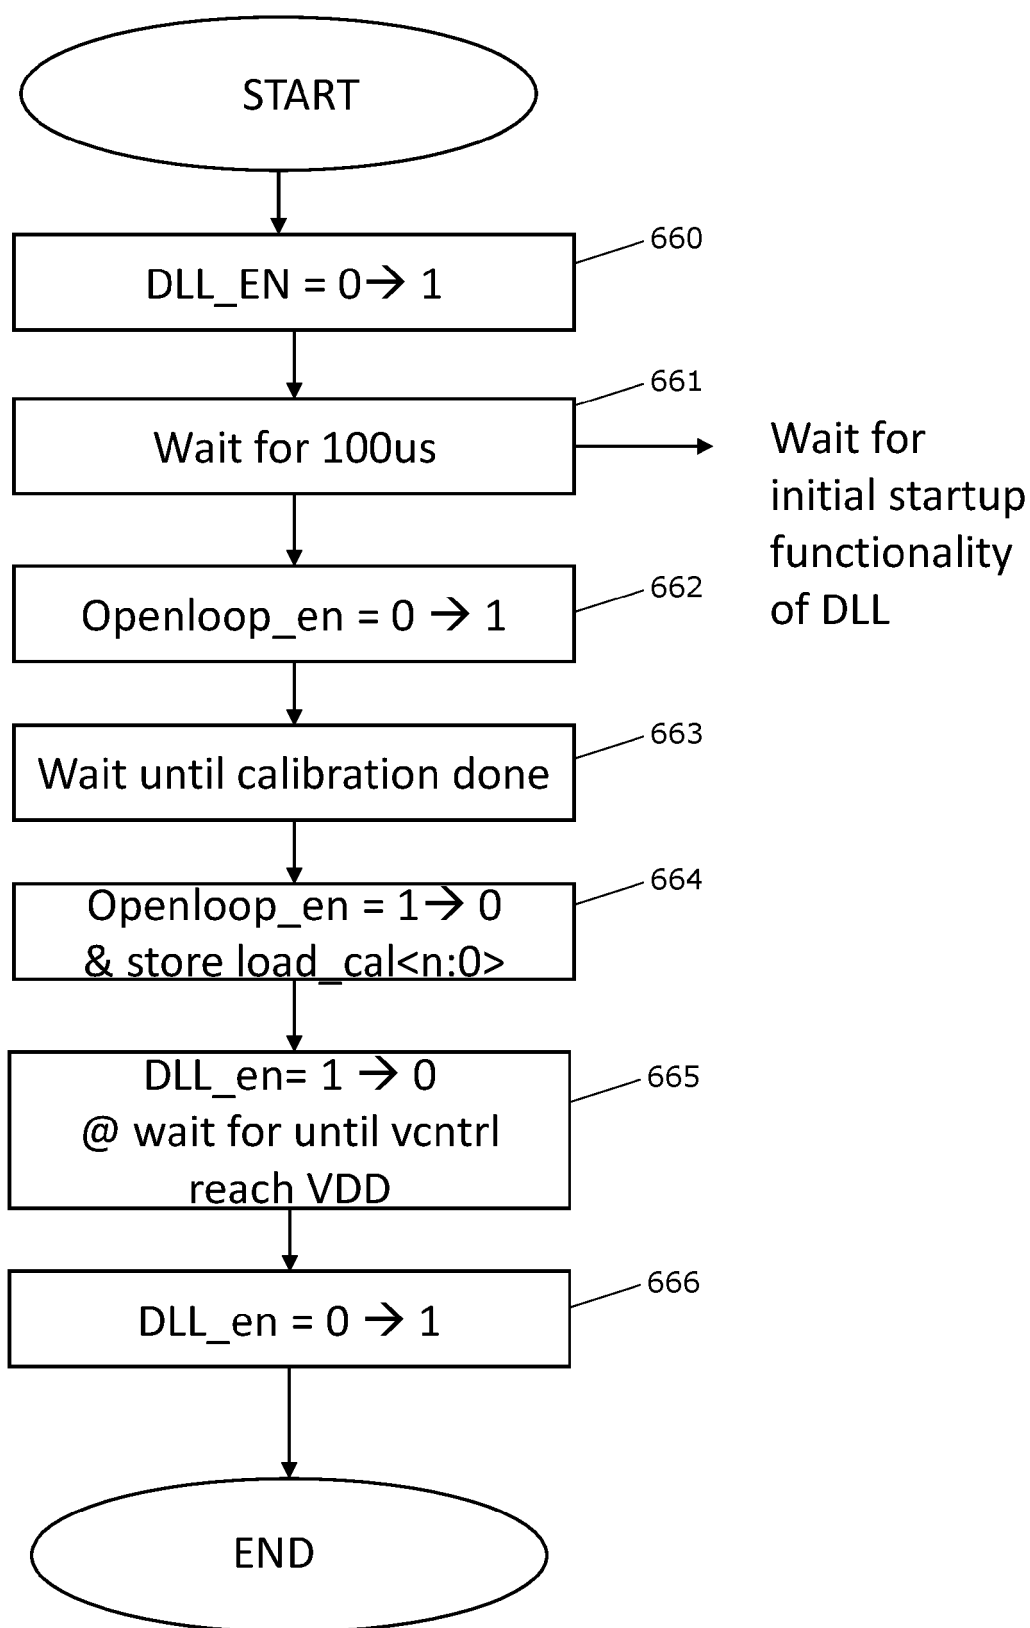 START
660
DLL_EN = 0→ 1
661
Wait for 100us
Wait for
initial startup
functionality
of DLL
662
Openloop_en = 0 → 1
663
Wait until calibration done
664
Openloop_en = 1→ 0
& store load_cal<n:0>
665
DLL_en= 1 → 0
@ wait for until vcntrl
reach VDD
666
DLL_en = 0 → 1
END